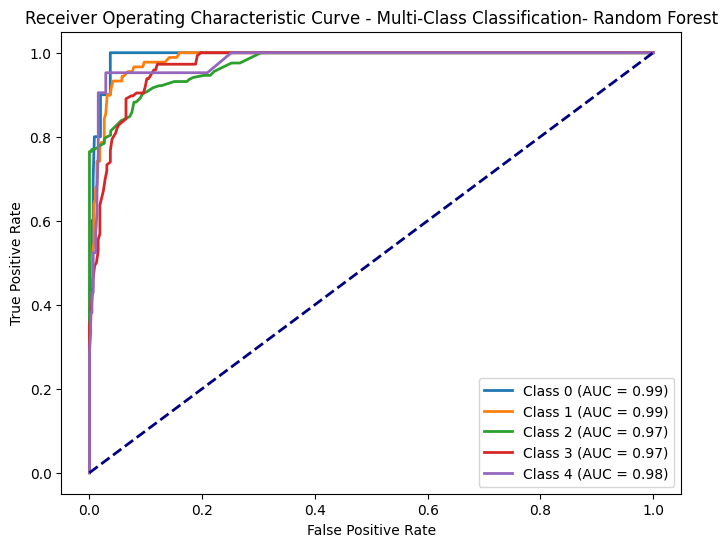 Receiver Operating Characteristic Curve - Multi-Class Classification- Random Forest
1.0
0.8
0.6
0.4
0.2
0.0
True Positive Rate
0.0 0.2 0.4 0.6 0.8 1.0
False Positive Rate
Class 0 (AUC = 0.99)
Class 1 (AUC = 0.99)
Class 2 (AUC = 0.97)
Class 3 (AUC = 0.97)
Class 4 (AUC = 0.98)